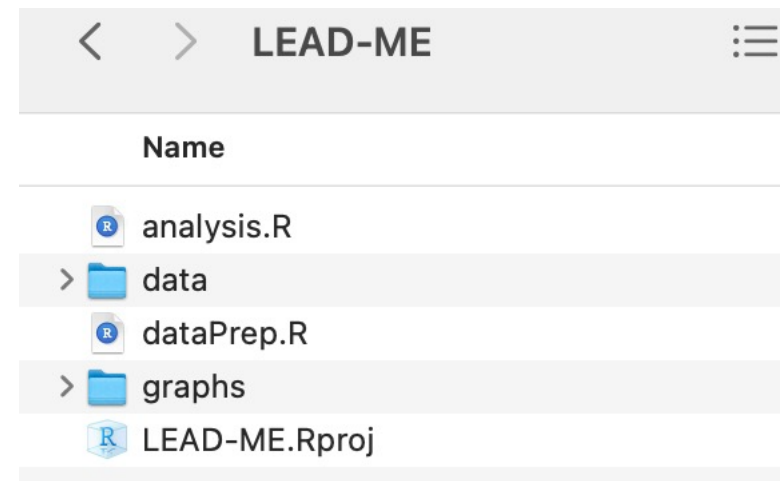 LEAD-ME
Name
analysis.R
data
dataPrep.R
graphs
LEAD-ME.Rproj